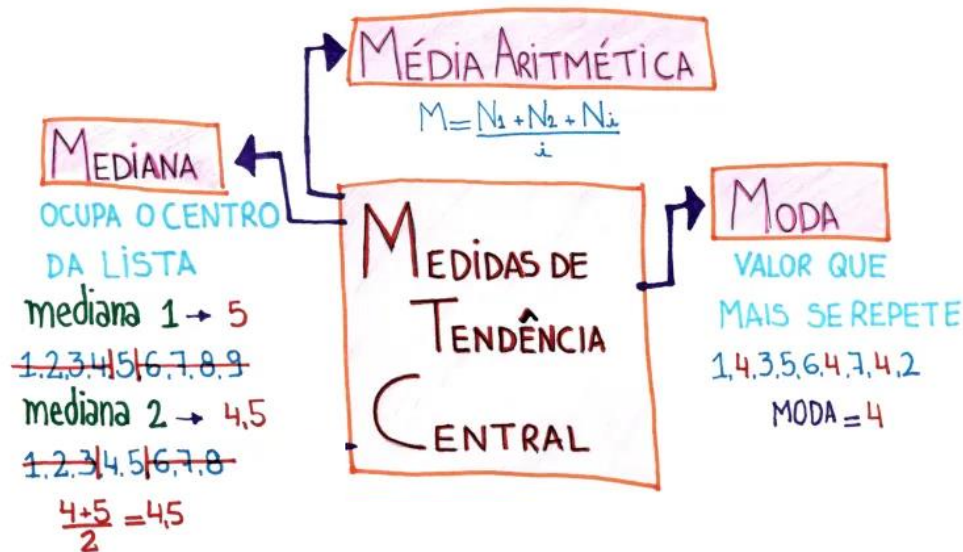 MÉDIA ARITMÉTICA
M = N1 + N2 + Ni
i
MEDIANA
OCUPA O CENTRO
DA LISTA
mediana 1 → 5
1,2,3,4|5|6,7,8,9
mediana 2 → 4,5
1,2,3|4,5|6,7,8
4+5
2
=4,5
MEDIDAS DE
TENDÊNCIA
CENTRAL
MODA
VALOR QUE
MAIS SE REPETE
1,4,3,5,6,4,7,4,2
MODA = 4